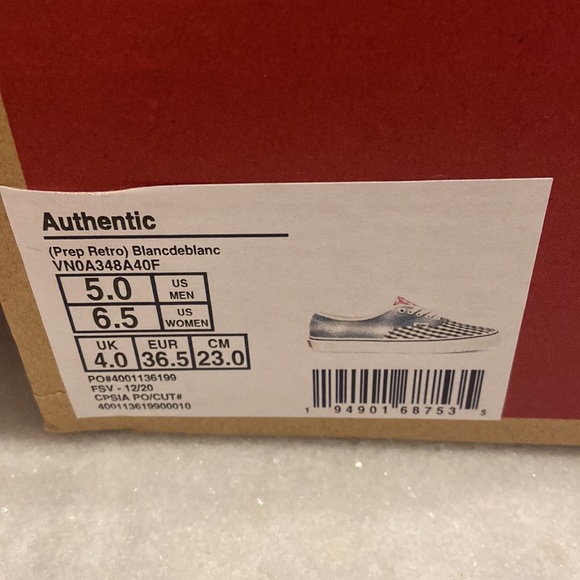 Authentic
(Prep Retro) Blancdeblanc
VN0A348A40F
5.0 US MEN
6.5 US WOMEN
UK EUR CM
4.0 36.5 23.0
PO#4001136199
FSV - 12/20
CPSIA PO/CUT#
400113619900010
1 94901 68753 5